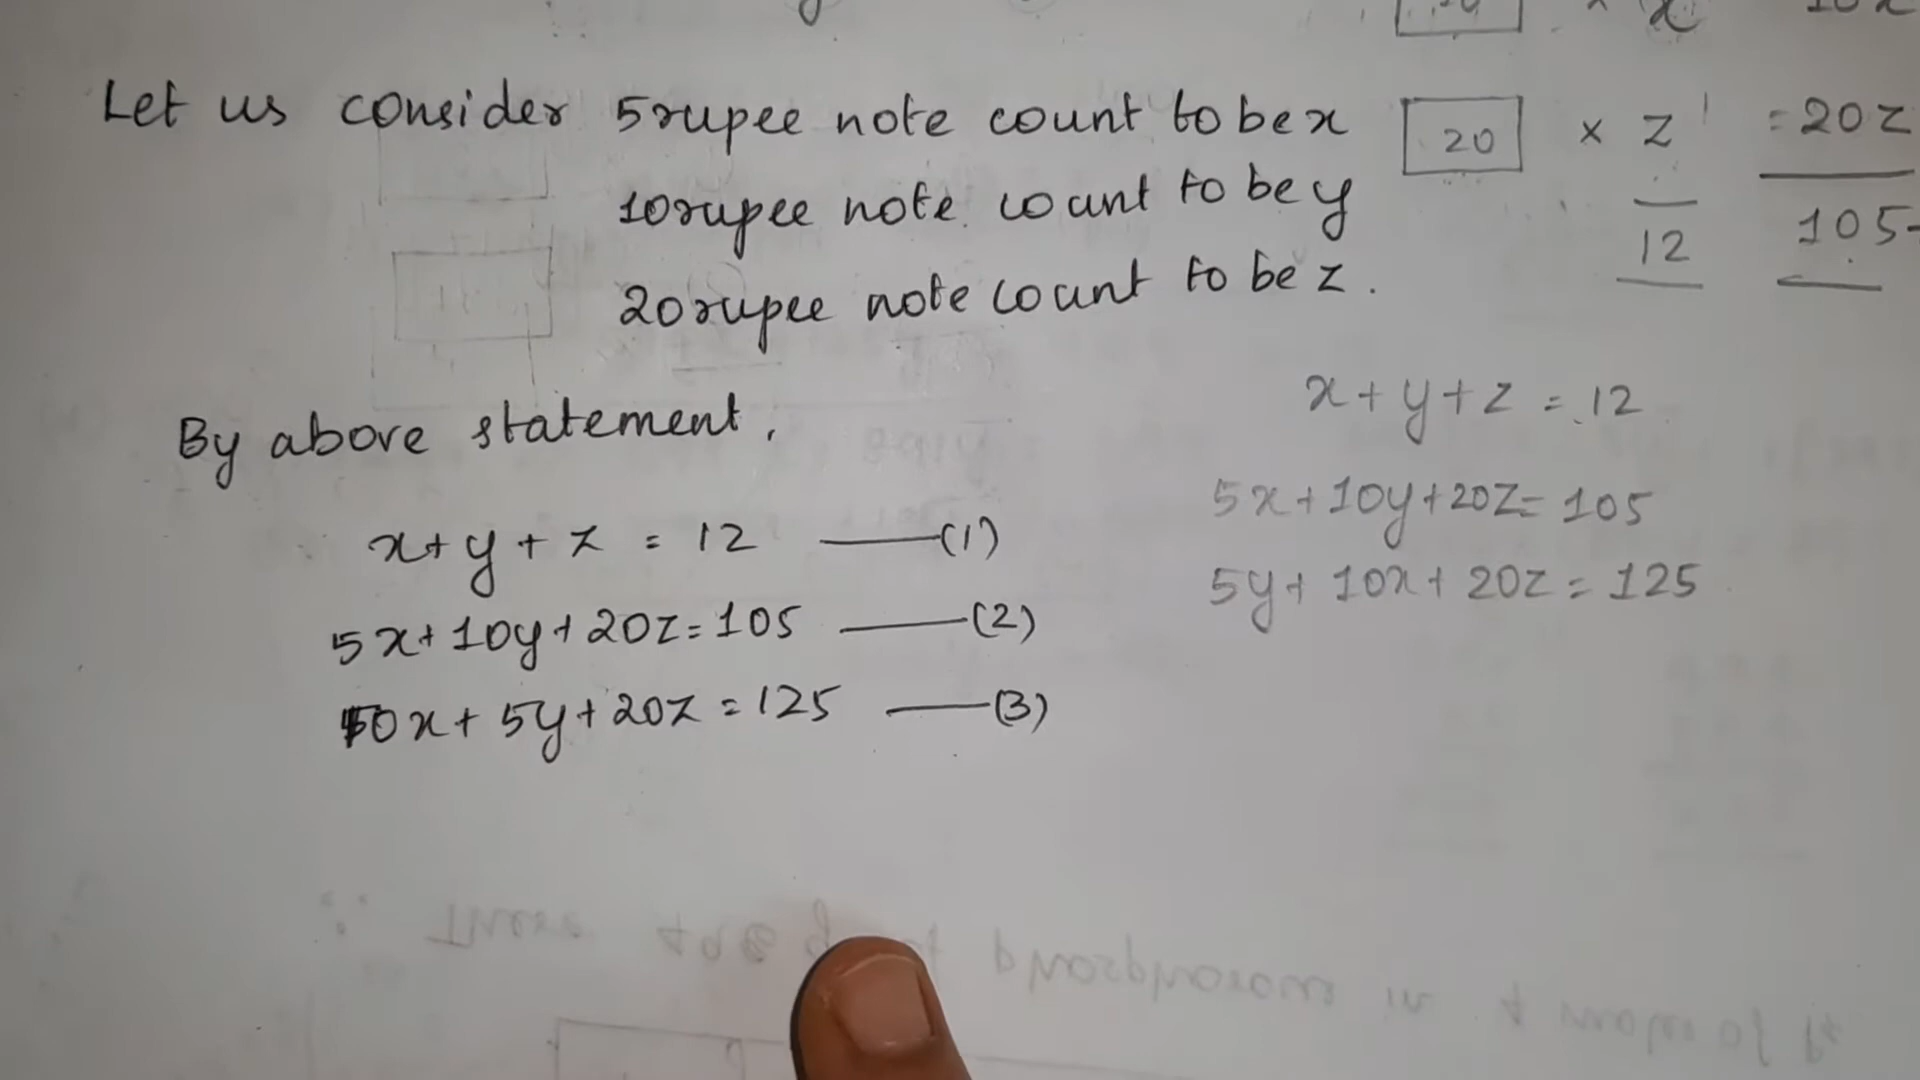 Let us consider 5rupee note count to be x
10rupee note count to be y
20rupee note count to be z.
20 × z = 20z
12 105
By above statement,
x+y+z = 12 —(1)
5x+10y+20z=105 —(2)
10x+5y+20z=125 —(3)
x+y+z = 12
5x+10y+20z= 105
5y+10x+20z=125